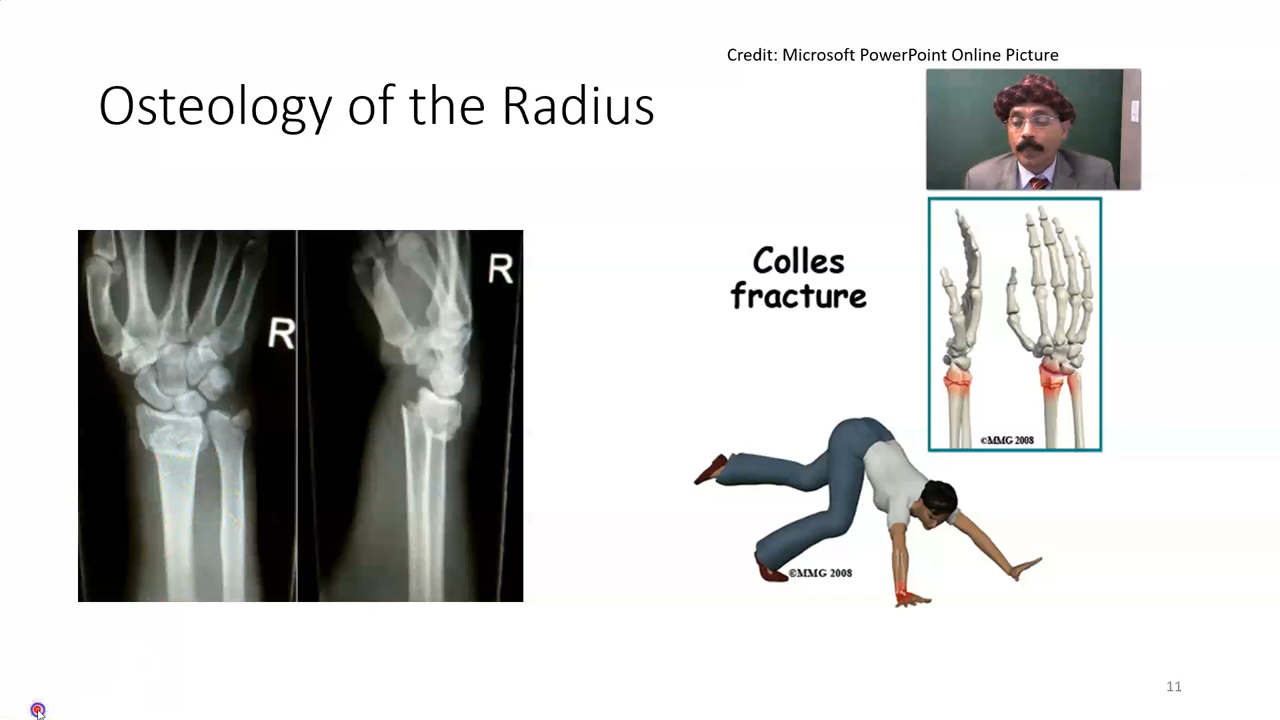 Credit: Microsoft PowerPoint Online Picture
Osteology of the Radius
R
R
Colles
fracture
©MMG 2008
©MMG 2008
11